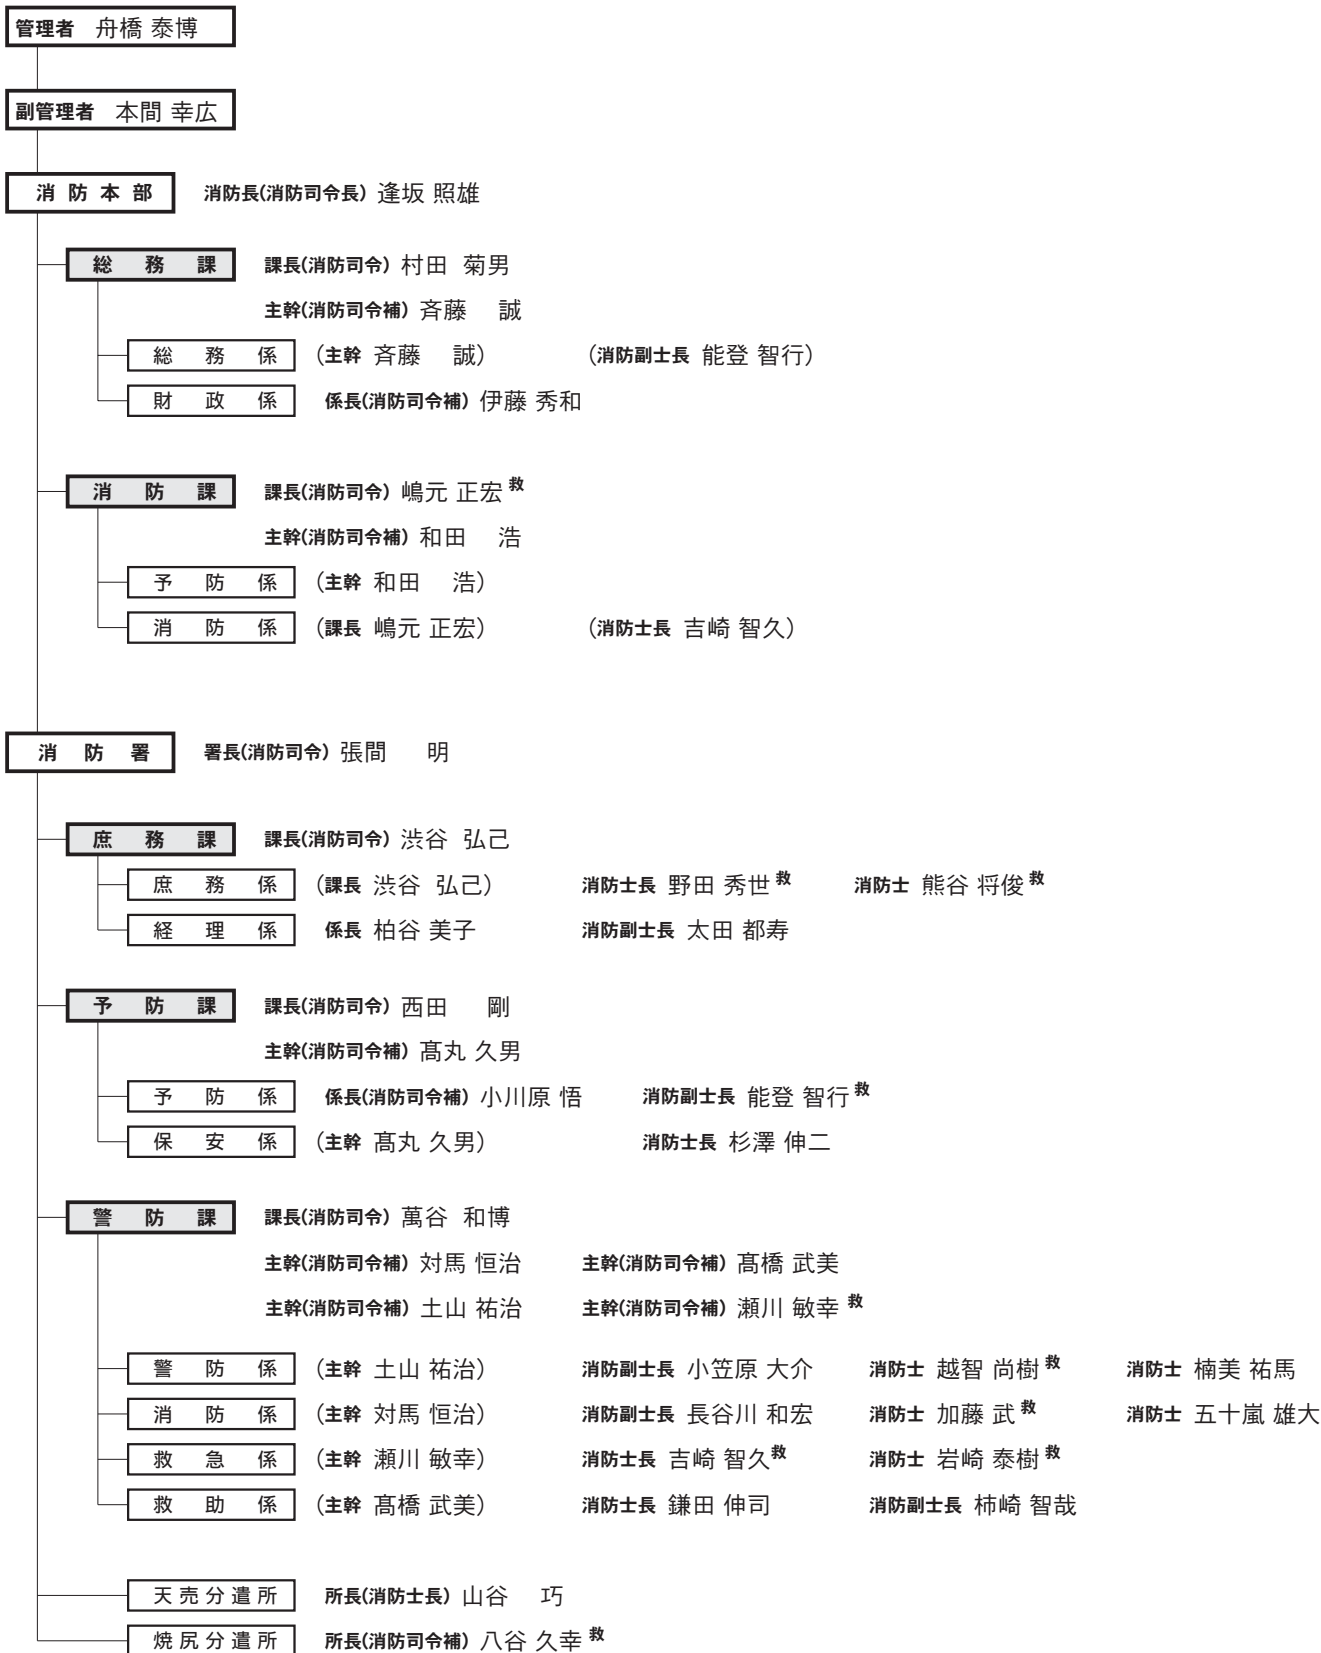 管理者 舟橋 泰博
副管理者 本間 幸広
消防本部 消防長(消防司令長) 逢坂 照雄
総務課 課長(消防司令) 村田 菊男
主幹(消防司令補) 斉藤 誠
総務係 (主幹 斉藤 誠) (消防副士長 能登 智行)
財政係 係長(消防司令補) 伊藤 秀和
消防課 課長(消防司令) 嶋元 正宏 救
主幹(消防司令補) 和田 浩
予防係 (主幹 和田 浩)
消防係 (課長 嶋元 正宏) (消防士長 吉崎 智久)
消防署 署長(消防司令) 張間 明
庶務課 課長(消防司令) 渋谷 弘己
庶務係 (課長 渋谷 弘己) 消防士長 野田 秀世 救 消防士 熊谷 将俊 救
経理係 係長 柏谷 美子 消防副士長 太田 都寿
予防課 課長(消防司令) 西田 剛
主幹(消防司令補) 髙丸 久男
予防係 係長(消防司令補) 小川原 悟 消防副士長 能登 智行 救
保安係 (主幹 髙丸 久男) 消防士長 杉澤 伸二
警防課 課長(消防司令) 萬谷 和博
主幹(消防司令補) 対馬 恒治 主幹(消防司令補) 髙橋 武美
主幹(消防司令補) 土山 祐治 主幹(消防司令補) 瀬川 敏幸 救
警防係 (主幹 土山 祐治) 消防副士長 小笠原 大介 消防士 越智 尚樹 救 消防士 楠美 祐馬
消防係 (主幹 対馬 恒治) 消防副士長 長谷川 和宏 消防士 加藤 武 救 消防士 五十嵐 雄大
救急係 (主幹 瀬川 敏幸) 消防士長 吉崎 智久 救 消防士 岩崎 泰樹 救
救助係 (主幹 髙橋 武美) 消防士長 鎌田 伸司 消防副士長 柿崎 智哉
天売分遣所 所長(消防士長) 山谷 巧
焼尻分遣所 所長(消防司令補) 八谷 久幸 救